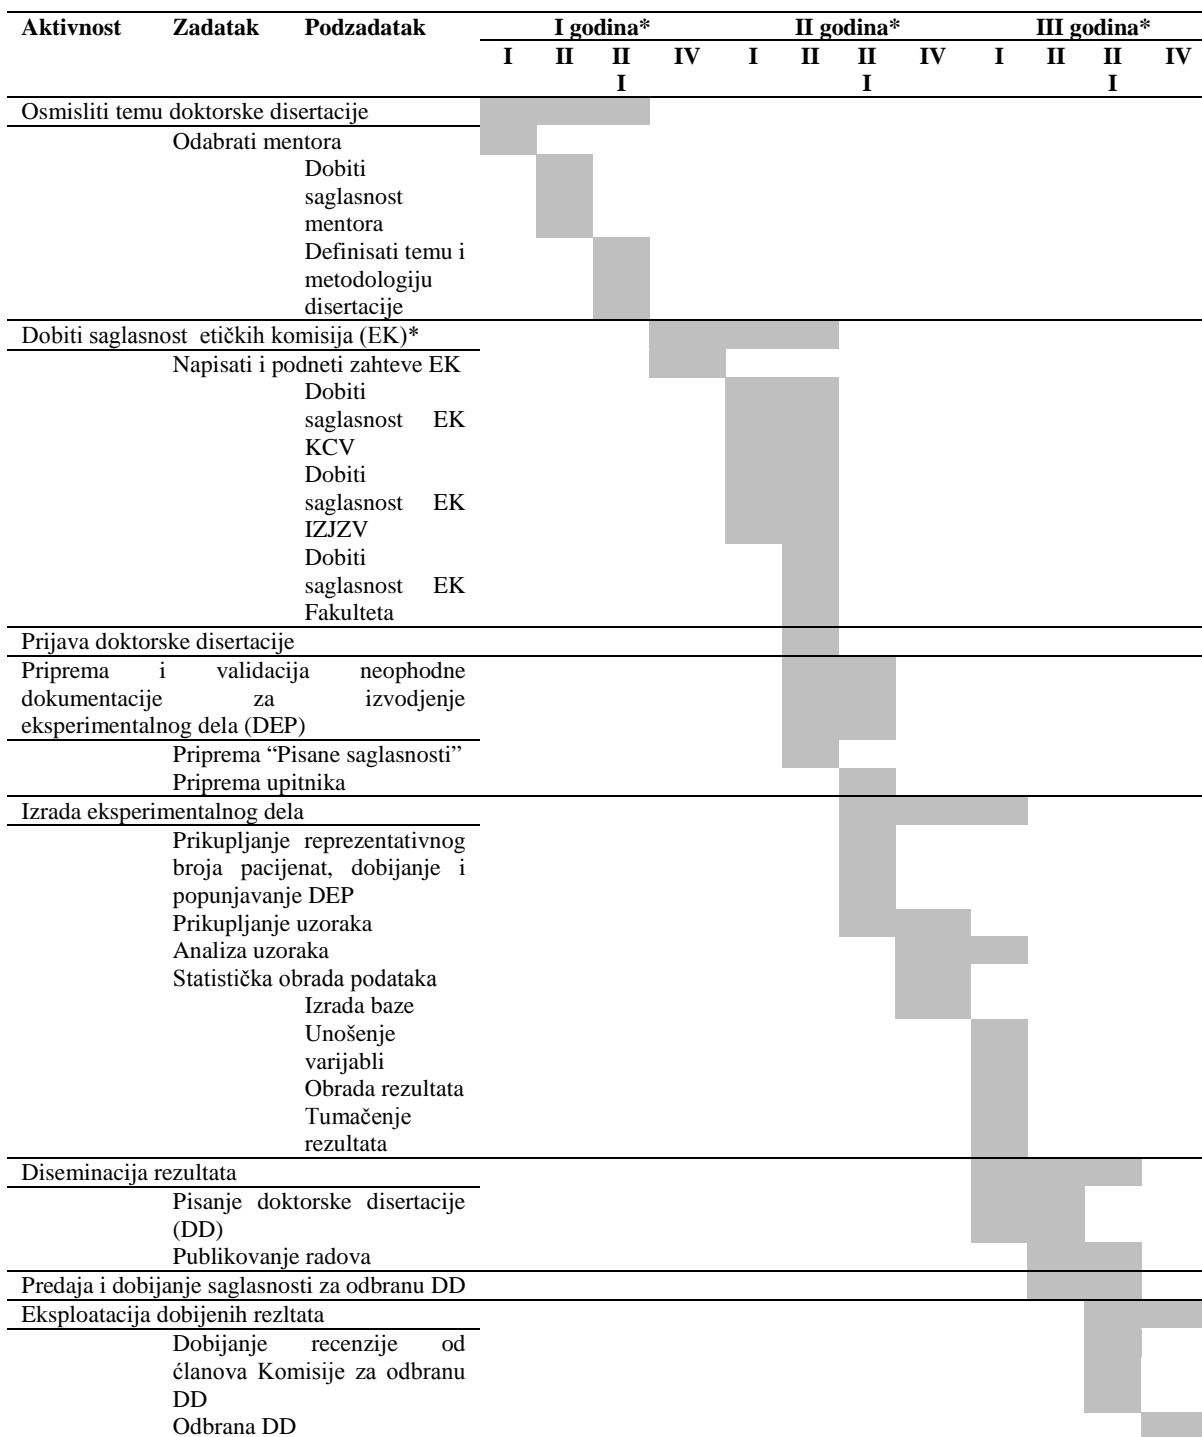 Aktivnost Zadatak Podzadatak I godina* II godina* III godina*
I II II IV I II II IV I II II IV
I I I
Osmisliti temu doktorske disertacije
Odabrati mentora
Dobiti
saglasnost
mentora
Definisati temu i
metodologiju
disertacije
Dobiti saglasnost etičkih komisija (EK)*
Napisati i podneti zahteve EK
Dobiti
saglasnost EK
KCV
Dobiti
saglasnost EK
IZJZV
Dobiti
saglasnost EK
Fakulteta
Prijava doktorske disertacije
Priprema i validacija neophodne
dokumentacije za izvodjenje
eksperimentalnog dela (DEP)
Priprema “Pisane saglasnosti”
Priprema upitnika
Izrada eksperimentalnog dela
Prikupljanje reprezentativnog
broja pacijenat, dobijanje i
popunjavanje DEP
Prikupljanje uzoraka
Analiza uzoraka
Statistička obrada podataka
Izrada baze
Unošenje
varijabli
Obrada rezultata
Tumačenje
rezultata
Diseminacija rezultata
Pisanje doktorske disertacije
(DD)
Publikovanje radova
Predaja i dobijanje saglasnosti za odbranu DD
Eksploatacija dobijenih rezltata
Dobijanje recenzije od
ćlanova Komisije za odbranu
DD
Odbrana DD